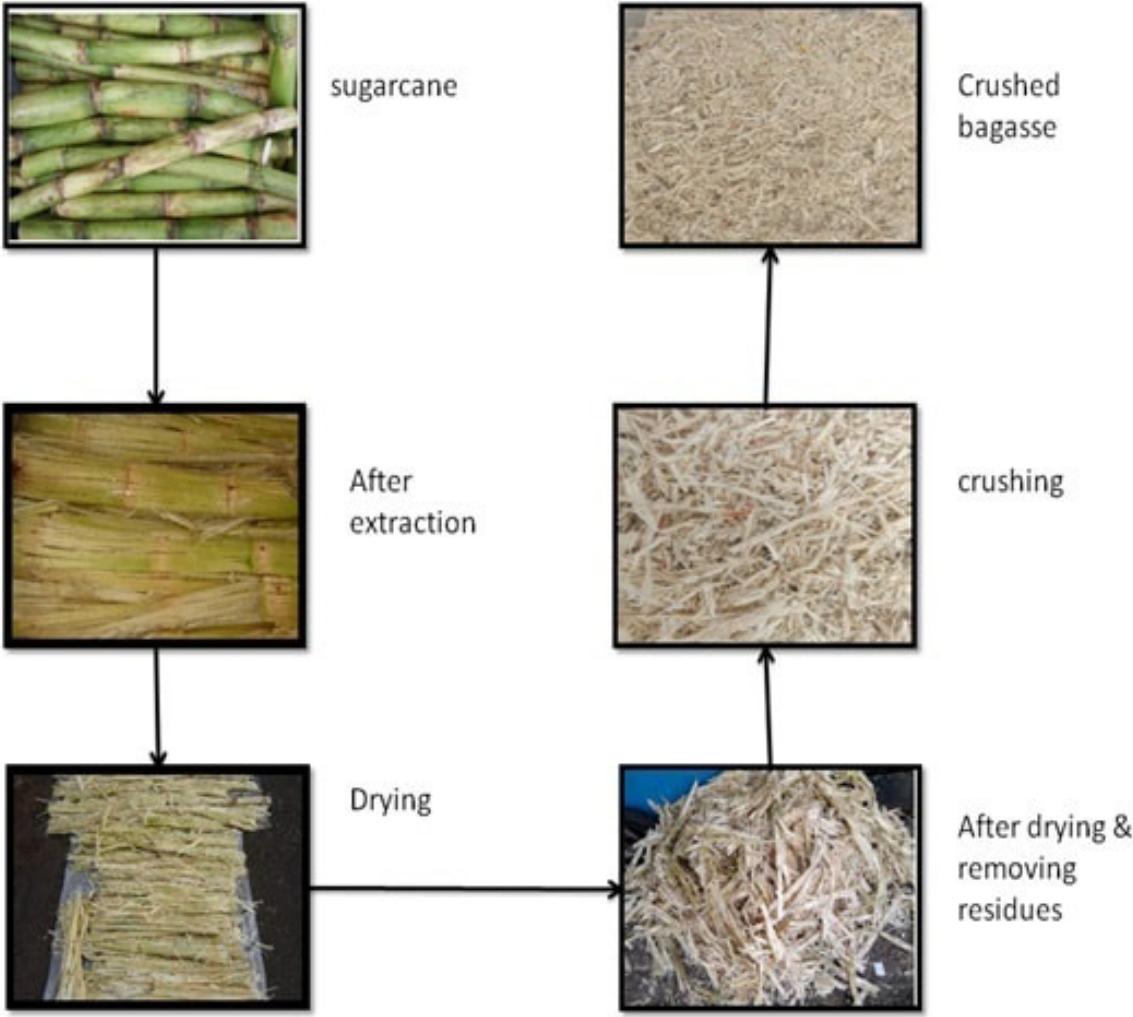 sugarcane
After
extraction
Drying
After drying &
removing
residues
crushing
Crushed
bagasse